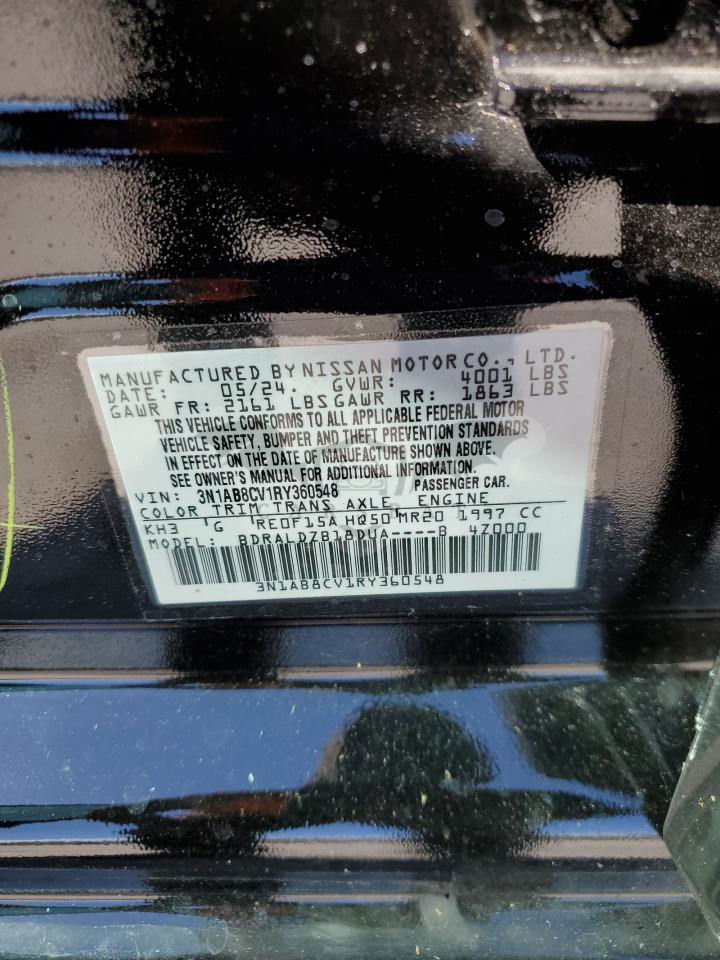 MANUFACTURED BY NISSAN MOTOR CO., LTD.
DATE: 05/24. GVWR: 4001 LBS
GAWR FR: 2161 LBS GAWR RR: 1863 LBS
THIS VEHICLE CONFORMS TO ALL APPLICABLE FEDERAL MOTOR
VEHICLE SAFETY, BUMPER AND THEFT PREVENTION STANDARDS
IN EFFECT ON THE DATE OF MANUFACTURE SHOWN ABOVE.
SEE OWNER'S MANUAL FOR ADDITIONAL INFORMATION.
VIN: 3N1AB8CV1RY360548 PASSENGER CAR.
COLOR TRIM TRANS AXLE, ENGINE
KH3 'G RE0F15A HQ50 MR20 1997 CC
MODEL: BDRALDZB18DUA----B 4Z000
3N1AB8CV1RY360548